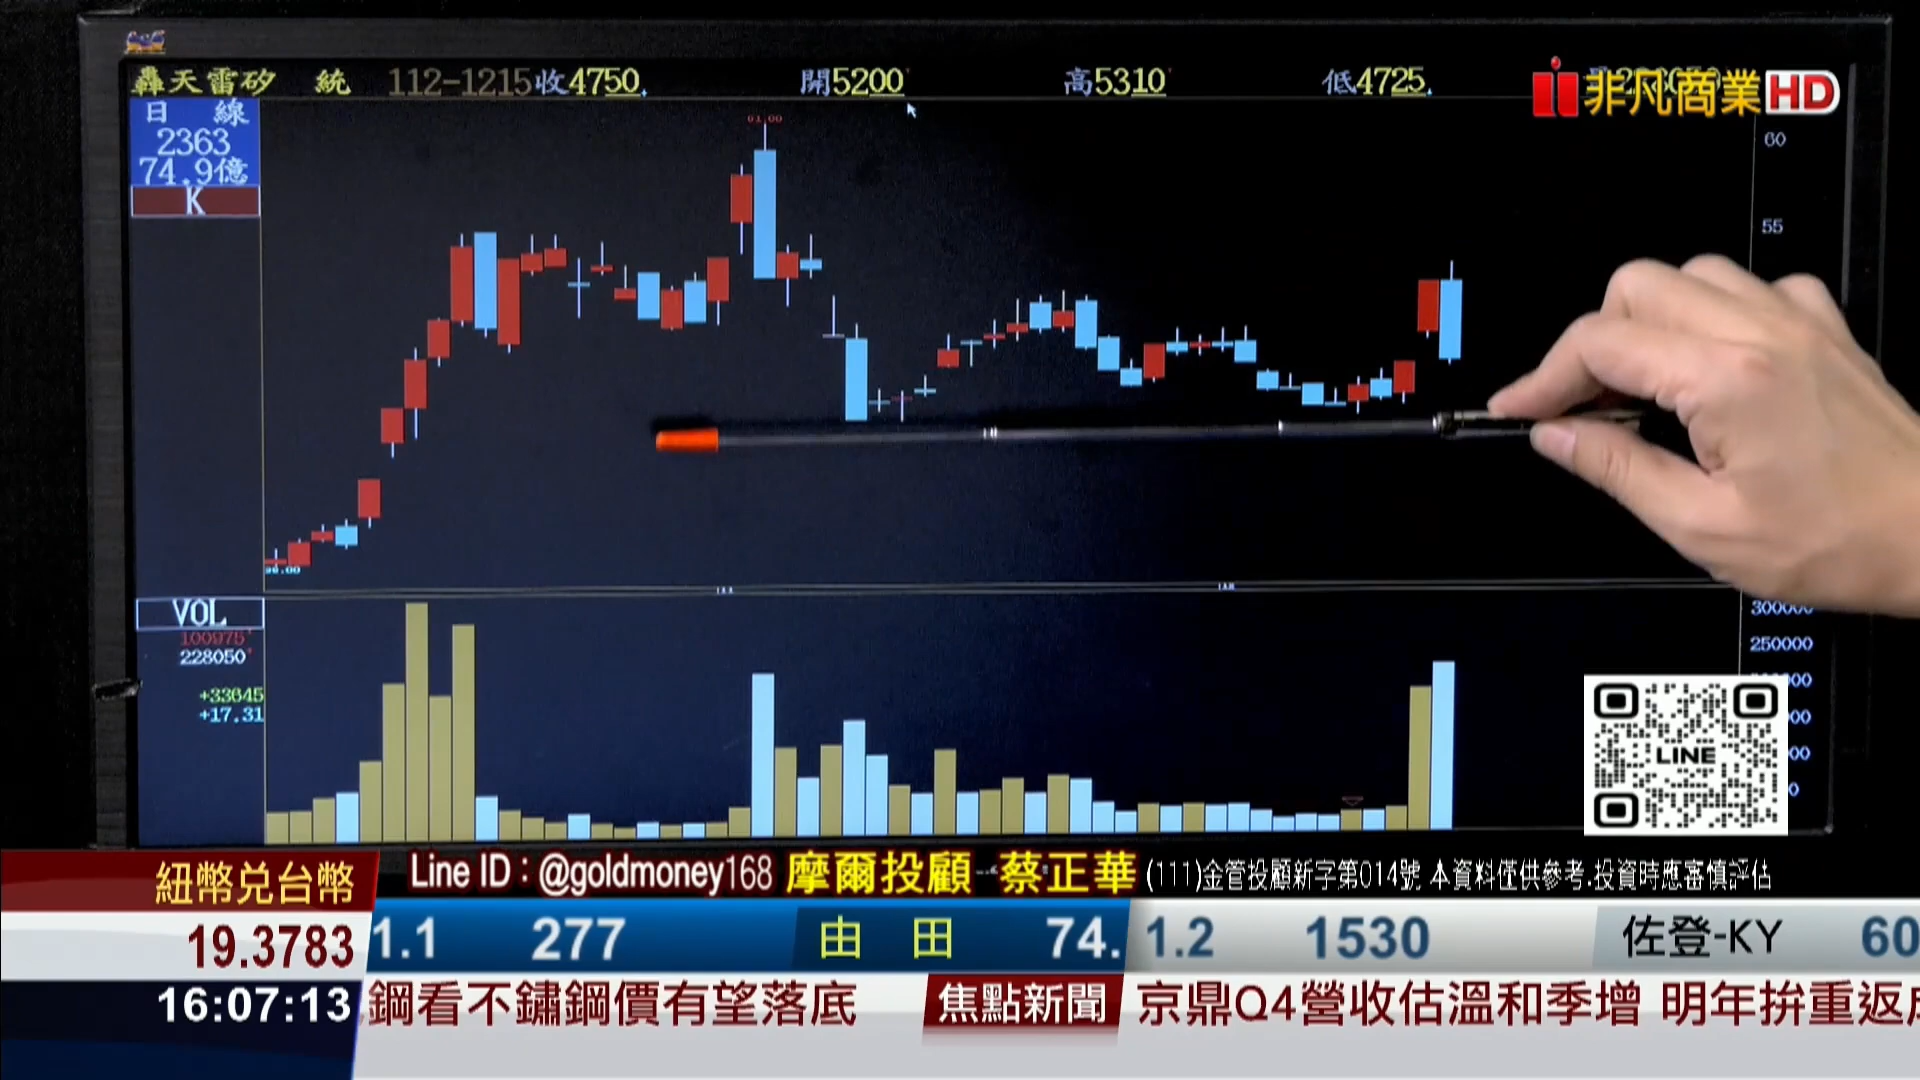 轟天雷矽 統 112-1215收4750 開5200 高5310 低4725
非凡商業HD
日 線
2363
74.9億
K
61.00
60
55
VOL
100975
228050
+33645
+17.31
300000
250000
LINE
紐幣兌台幣
Line ID：@goldmoney168 摩爾投顧 蔡正華 (111)金管投顧新字第014號 本資料僅供參考.投資時應審慎評估
19.3783
1.1 277 由 田 74. 1.2 1530 佐登-KY 60
16:07:13
鋼看不鏽鋼價有望落底 焦點新聞 京鼎Q4營收估溫和季增 明年拚重返